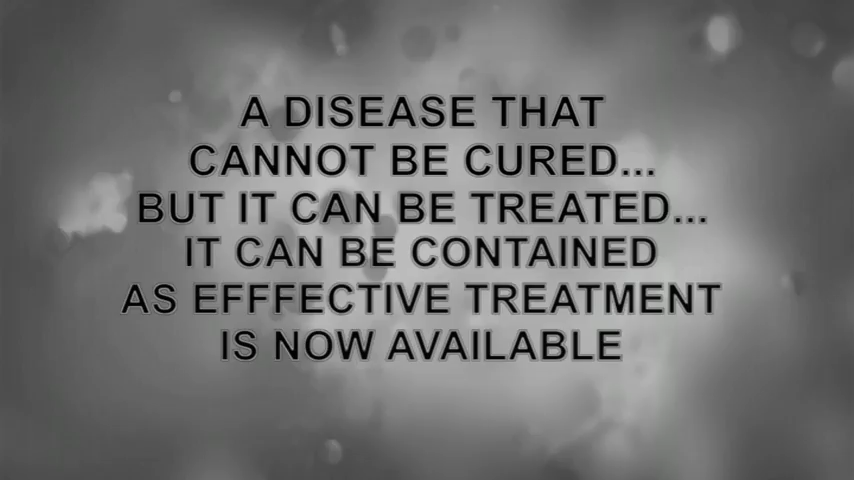 A DISEASE THAT
CANNOT BE CURED...
BUT IT CAN BE TREATED...
IT CAN BE CONTAINED
AS EFFFECTIVE TREATMENT
IS NOW AVAILABLE